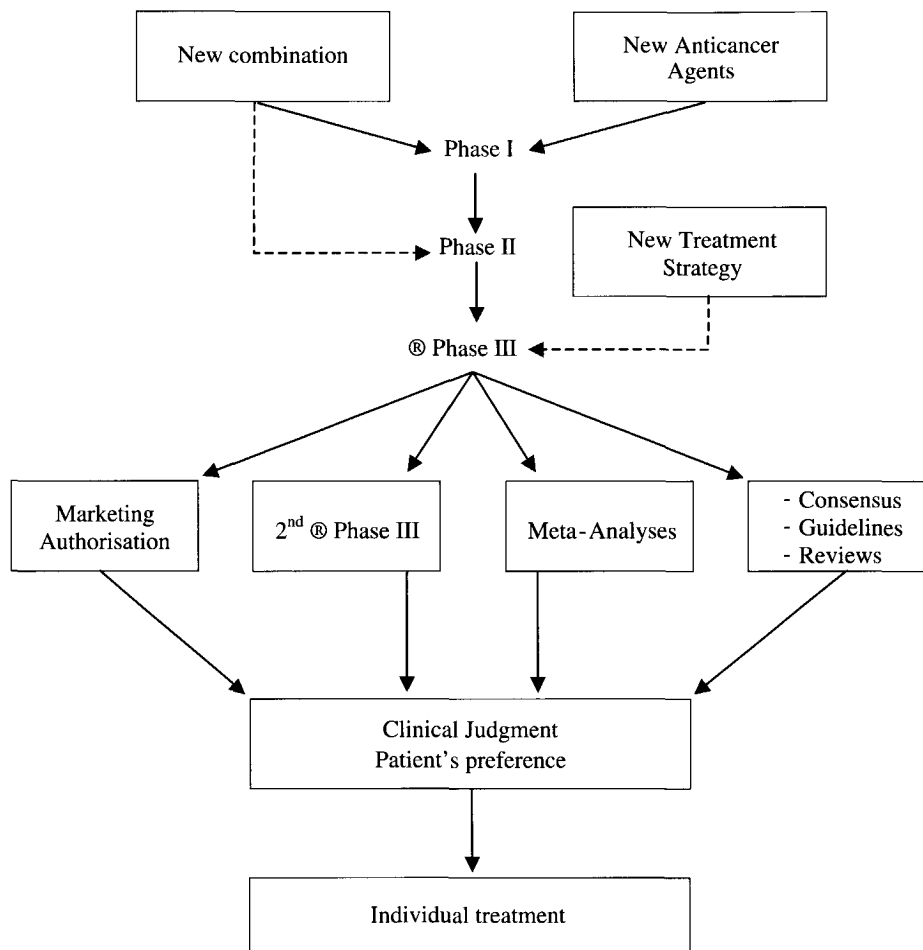 New combination
New Anticancer
Agents
Phase I
Phase II
New Treatment
Strategy
® Phase III
Marketing
Authorisation
2nd ® Phase III
Meta-Analyses
- Consensus
- Guidelines
- Reviews
Clinical Judgment
Patient's preference
Individual treatment